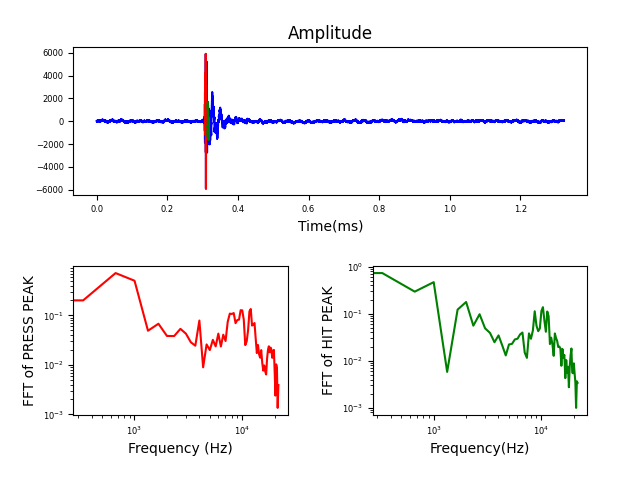 Amplitude
6000
4000
2000
0
−2000
−4000
−6000
0.0 0.2 0.4 0.6 0.8 1.0 1.2
Time(ms)
FFT of PRESS PEAK
10⁻¹
10⁻²
10⁻³
10³ 10⁴
Frequency (Hz)
FFT of HIT PEAK
10⁰
10⁻¹
10⁻²
10⁻³
10³ 10⁴
Frequency(Hz)